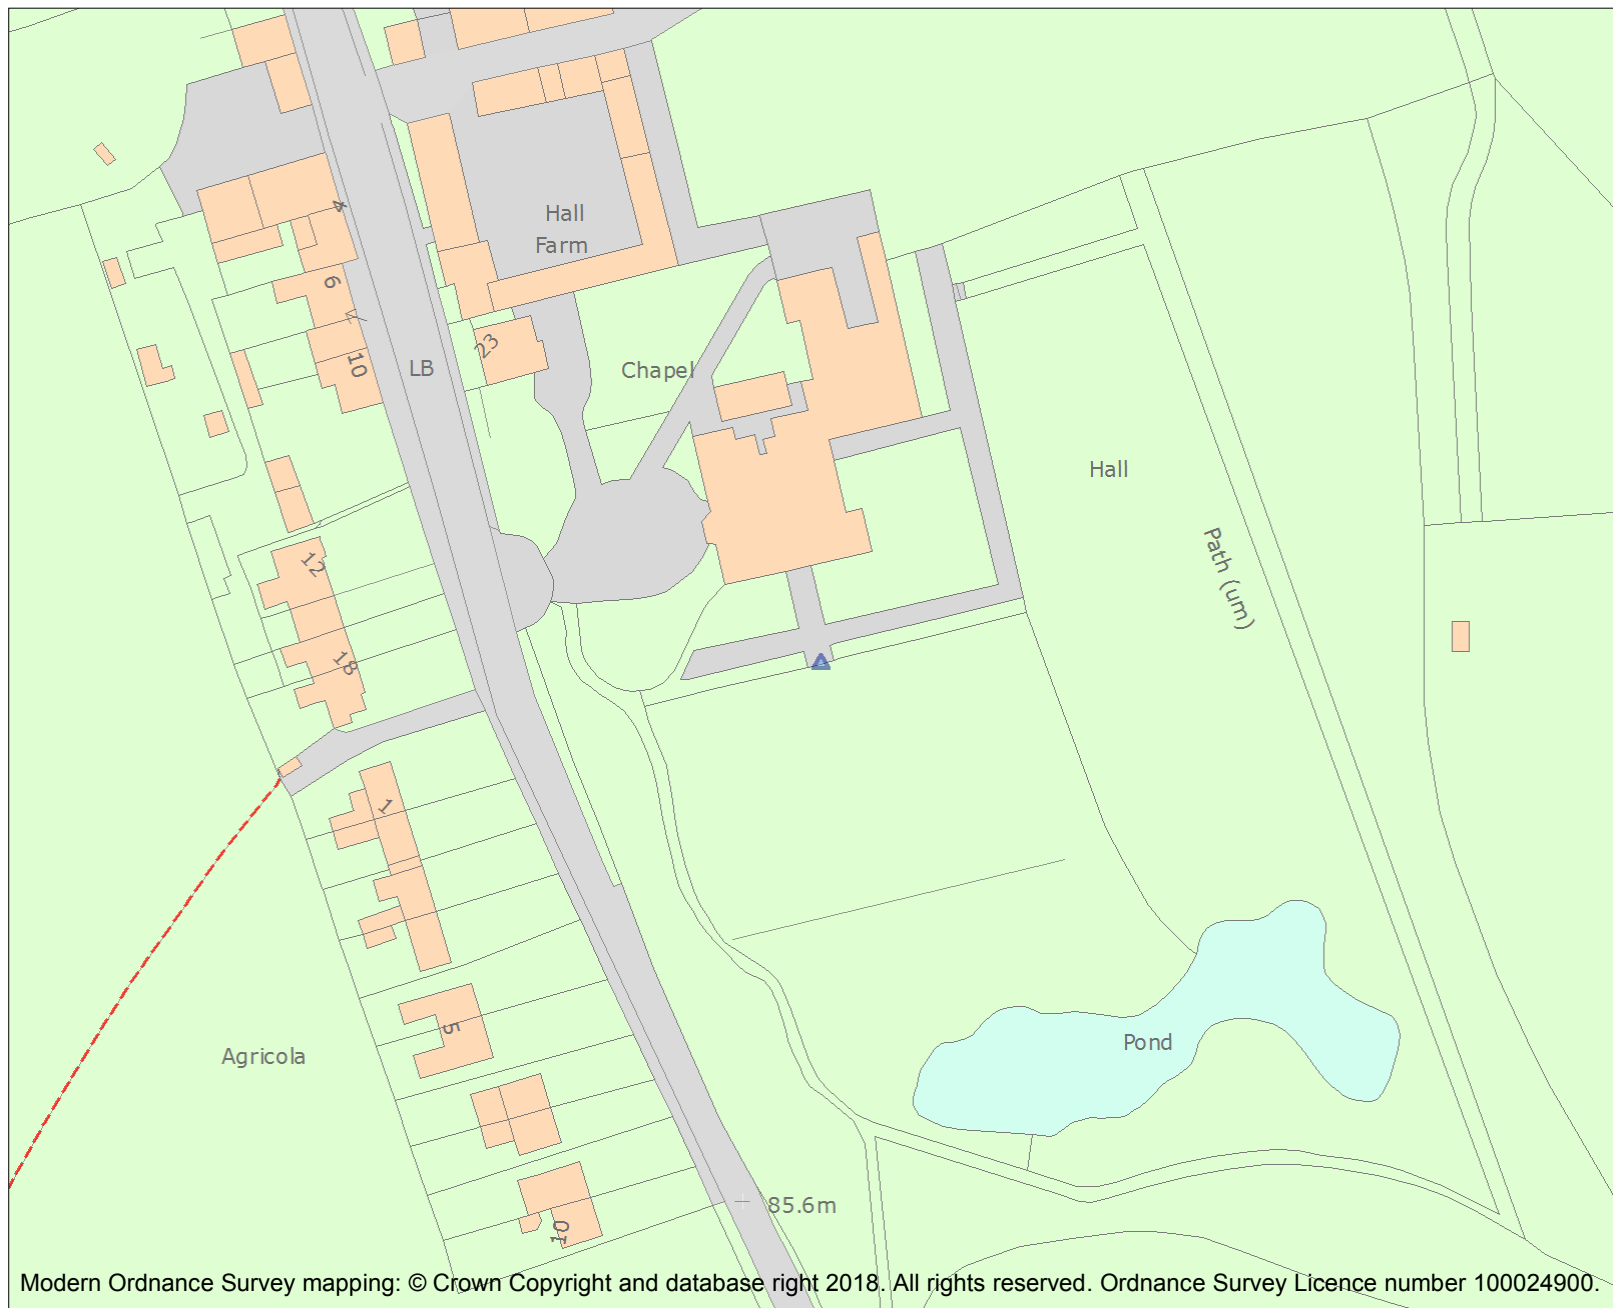 4
Hall
Farm
6
23
10
LB
Chapel
Hall
12
Path (um)
18
1
5
Pond
Agricola
85.6m
10
Modern Ordnance Survey mapping: © Crown Copyright and database right 2018. All rights reserved. Ordnance Survey Licence number 100024900.